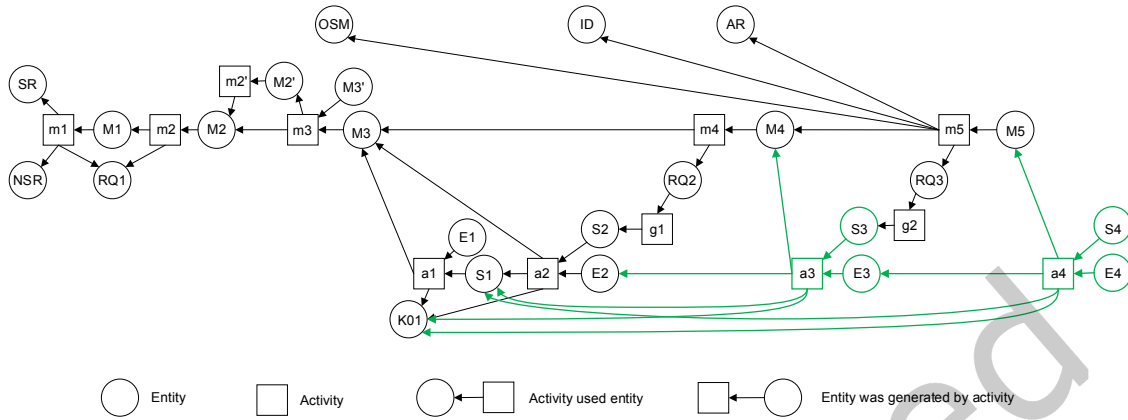 OSM ID AR
SR m2' M2' M3'
m1 M1 m2 M2 m3 M3 m4 M4 m5 M5
NSR RQ1 RQ2 RQ3
E1 S2 g1 S3 g2 S4
a1 S1 a2 E2 a3 E3 a4 E4
K01
Entity Activity Activity used entity Entity was generated by activity